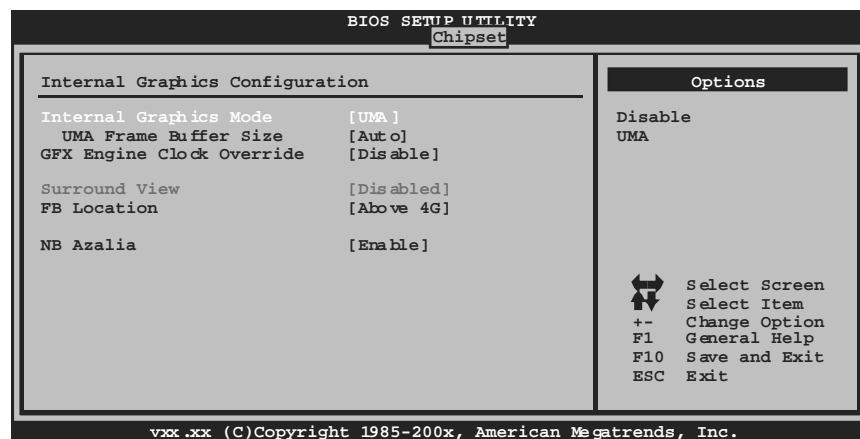 BIOS SETUP UTILITY
Chipset
Internal Graphics Configuration
Internal Graphics Mode [UMA]
UMA Frame Buffer Size [Auto]
GFX Engine Clock Override [Disable]
Surround View [Disabled]
FB Location [Above 4G]
NB Azalia [Enable]
Options
Disable
UMA
Select Screen
Select Item
+- Change Option
F1 General Help
F10 Save and Exit
ESC Exit
vxx.xx (C)Copyright 1985-200x, American Megatrends, Inc.